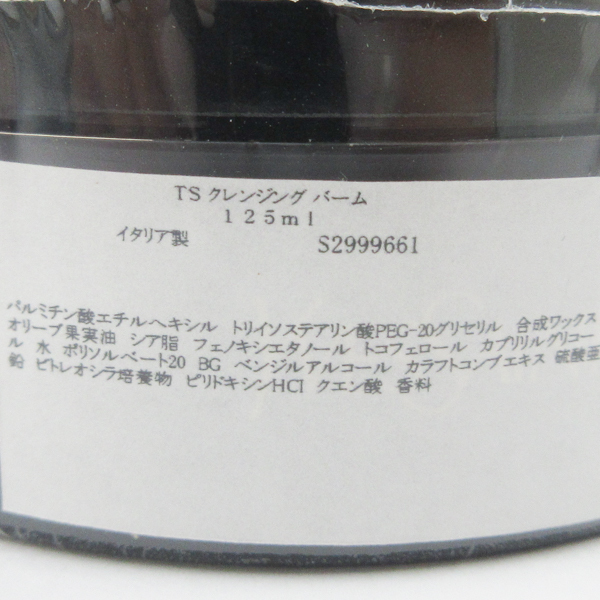 TS クレンジング バーム
125ml
イタリア製 S2999661
パルミチン酸エチルヘキシル トリイソステアリン酸PEG-20グリセリル 合成ワックス
オリーブ果実油 シア脂 フェノキシエタノール トコフェロール カプリリルグリコー
ル 水 ポリソルベート20 BG ベンジルアルコール カラフトコンブエキス 硫酸亜
鉛 ビトレオシラ培養物 ピリドキシンHCl クエン酸 香料